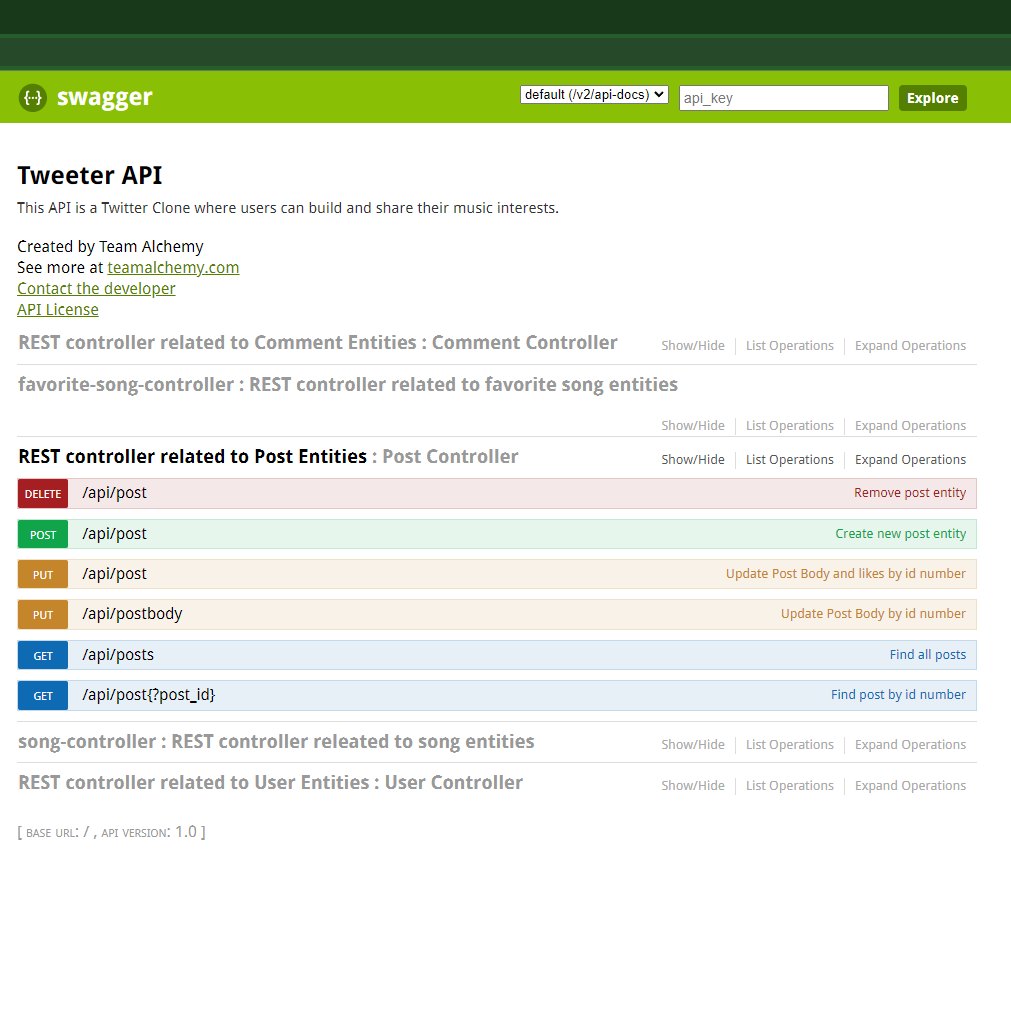 swagger default (/v2/api-docs) api_key Explore
Tweeter API
This API is a Twitter Clone where users can build and share their music interests.
Created by Team Alchemy
See more at teamalchemy.com
Contact the developer
API License
REST controller related to Comment Entities : Comment Controller Show/Hide List Operations Expand Operations
favorite-song-controller : REST controller related to favorite song entities
Show/Hide List Operations Expand Operations
REST controller related to Post Entities : Post Controller Show/Hide List Operations Expand Operations
DELETE /api/post Remove post entity
POST /api/post Create new post entity
PUT /api/post Update Post Body and likes by id number
PUT /api/postbody Update Post Body by id number
GET /api/posts Find all posts
GET /api/post{?post_id} Find post by id number
song-controller : REST controller releated to song entities Show/Hide List Operations Expand Operations
REST controller related to User Entities : User Controller Show/Hide List Operations Expand Operations
[ BASE URL: / , API VERSION: 1.0 ]